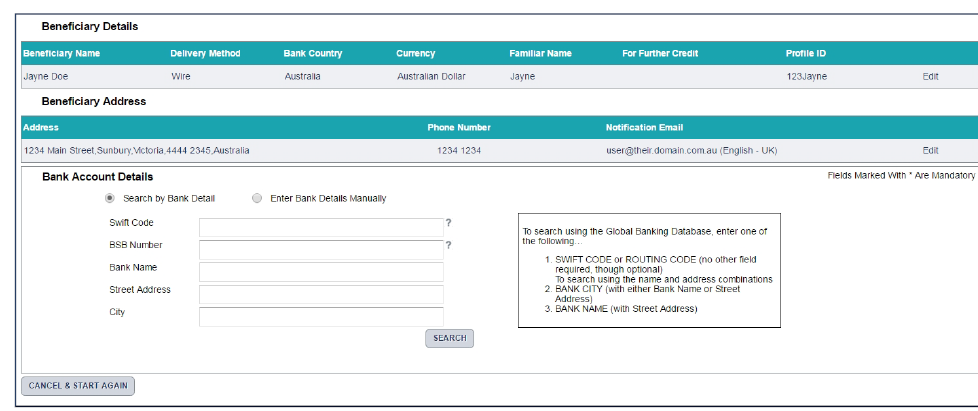 Beneficiary Details
Beneficiary Name Delivery Method Bank Country Currency Familiar Name For Further Credit Profile ID
Jayne Doe Wire Australia Australian Dollar Jayne 123Jayne Edit
Beneficiary Address
Address Phone Number Notification Email
1234 Main Street,Sunbury,Victoria,4444 2345,Australia 1234 1234 user@their.domain.com.au (English - UK) Edit
Bank Account Details Fields Marked With * Are Mandatory
Search by Bank Detail Enter Bank Details Manually
Swift Code ?
BSB Number ?
Bank Name
Street Address
City
SEARCH
To search using the Global Banking Database, enter one of
the following...
1. SWIFT CODE or ROUTING CODE (no other field
required, though optional)
To search using the name and address combinations
2. BANK CITY (with either Bank Name or Street
Address)
3. BANK NAME (with Street Address)
CANCEL & START AGAIN